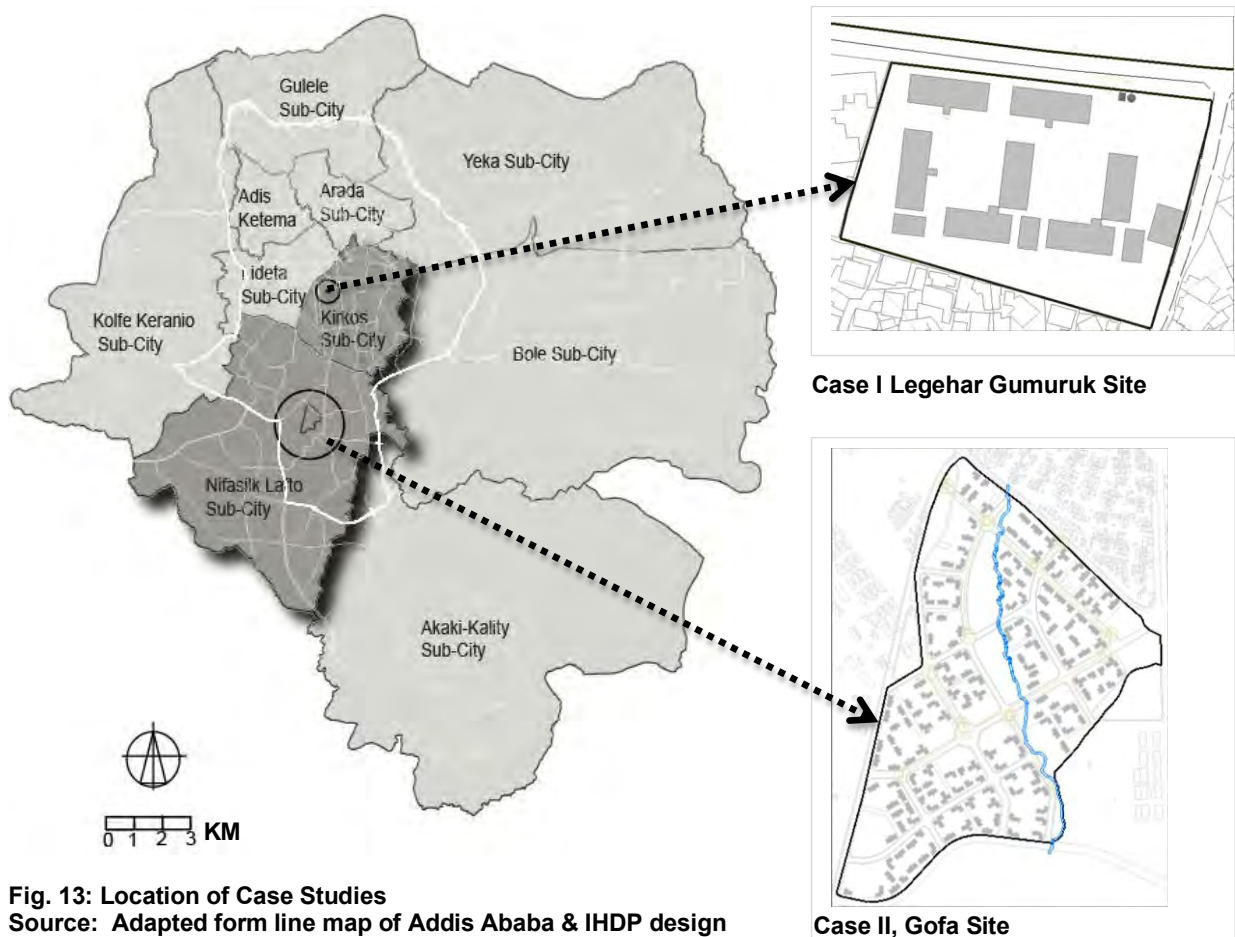 Gulele
Sub-City
Yeka Sub-City
Adis
Ketema
Arada
Sub-City
Lideta
Sub-City
Kirkos
Sub-City
Kolfe Keranio
Sub-City
Bole Sub-City
Nifasilk Lafto
Sub-City
Akaki-Kality
Sub-City
0 1 2 3 KM
Case I Legehar Gumuruk Site
Case II, Gofa Site
Fig. 13: Location of Case Studies
Source: Adapted form line map of Addis Ababa & IHDP design